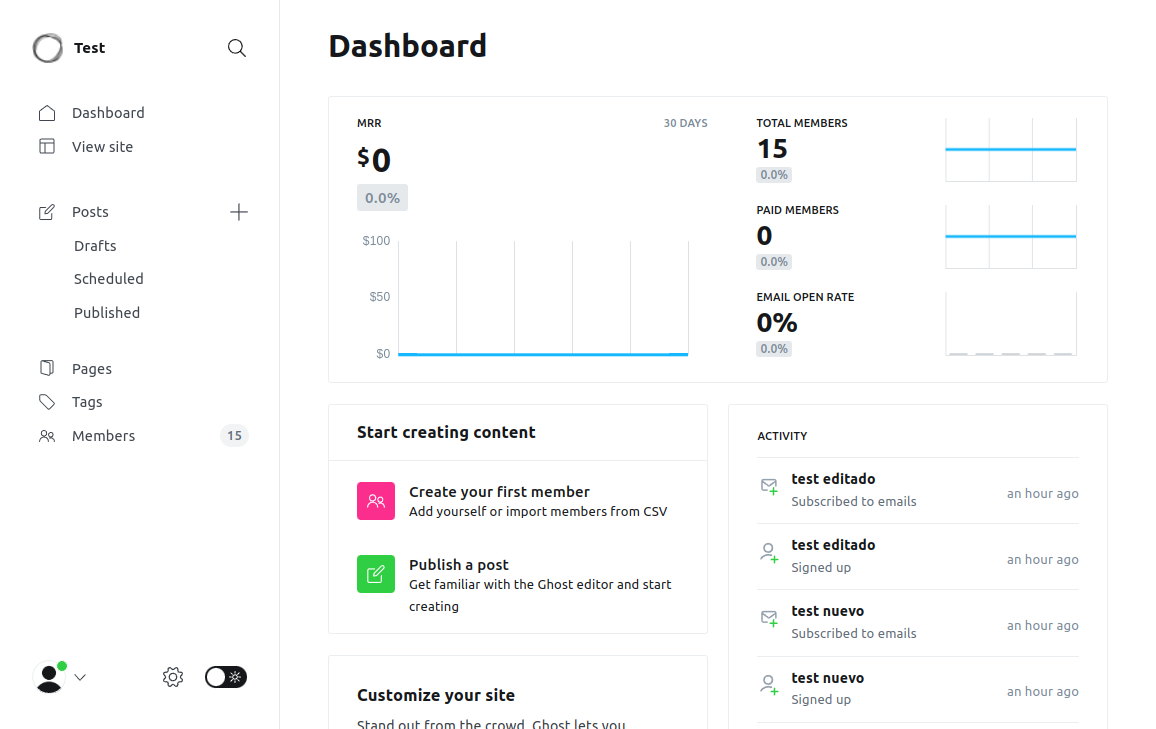 Test
Dashboard
View site
Posts
Drafts
Scheduled
Published
Pages
Tags
Members 15
Dashboard
MRR 30 DAYS
$0
0.0%
$100
$50
$0
TOTAL MEMBERS
15
0.0%
PAID MEMBERS
0
0.0%
EMAIL OPEN RATE
0%
0.0%
Start creating content
Create your first member
Add yourself or import members from CSV
Publish a post
Get familiar with the Ghost editor and start
creating
Customize your site
Stand out from the crowd. Ghost lets you
ACTIVITY
test editado
Subscribed to emails
an hour ago
test editado
Signed up
an hour ago
test nuevo
Subscribed to emails
an hour ago
test nuevo
Signed up
an hour ago